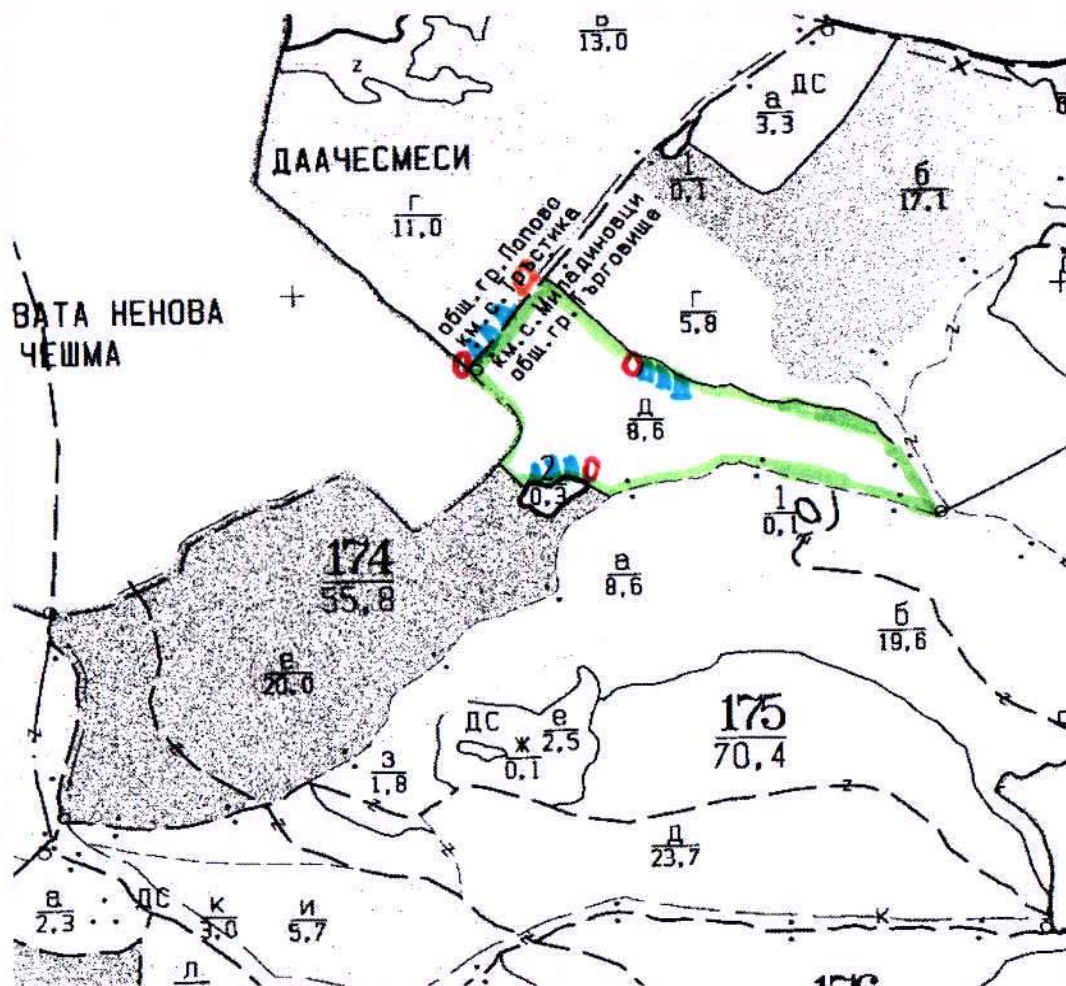 в
13,0
z
а
3,3
ДС
х
ДААЧЕСМЕСИ
1
0,1
б
17,1
г
11,0
общ.гр. Попово
км.с. Тръстика
км.с. Миладиновци
общ.гр. Търговище
ВАТА НЕНОВА
ЧЕШМА
г
5,8
z
Д
8,6
z
2
0,3
1
0,1
174
55,8
а
8,6
z
б
19,6
е
20,0
z
ДС
е
2,5
ж
0,1
175
70,4
z
z
з
1,8
z
z
z
z
Д
23,7
а
2,3
ДС
к
3,0
и
5,7
z
к
л
176